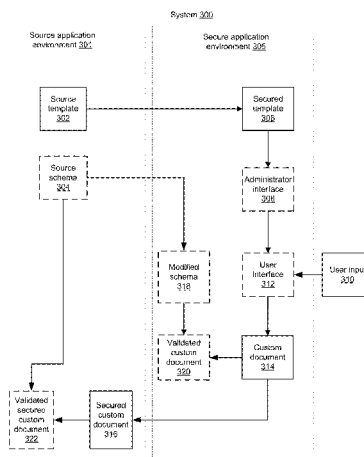 System 300
Source application
environment 301
Secure application
environment 305
Source
template
302
Secured
template
306
Source
schema
304
Administrator
interface
308
Modified
schema
318
User
Interface
312
User input
310
Validated
custom
document
320
Custom
document
314
Validated
secured
custom
document
322
Secured
custom
document
316